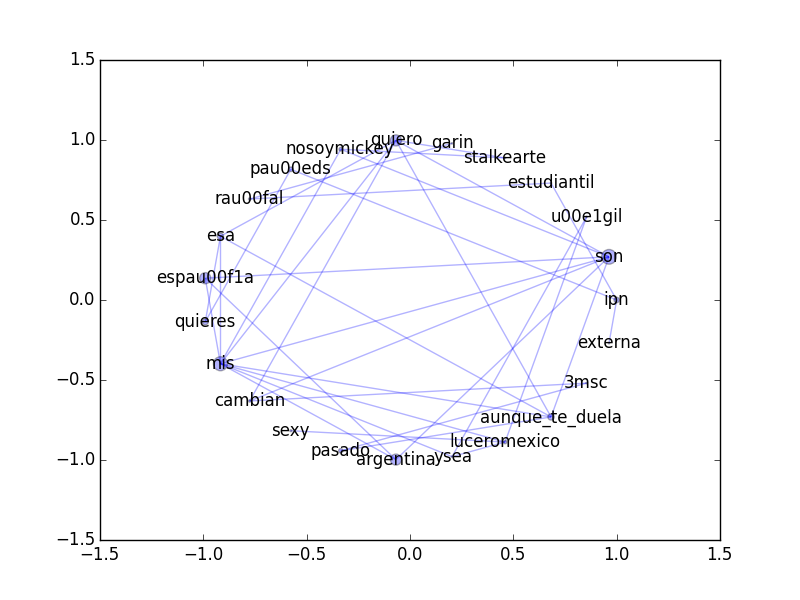 1.5
1.0
quiero
nosoymickey
garin
stalkearte
pau00eds
estudiantil
rau00fal
0.5
u00e1gil
esa
son
espau00f1a
0.0
ipn
quieres
externa
mis
−0.5
3msc
cambian
aunque_te_duela
sexy
luceromexico
pasado
ysea
−1.0
argentina
−1.5
−1.5 −1.0 −0.5 0.0 0.5 1.0 1.5